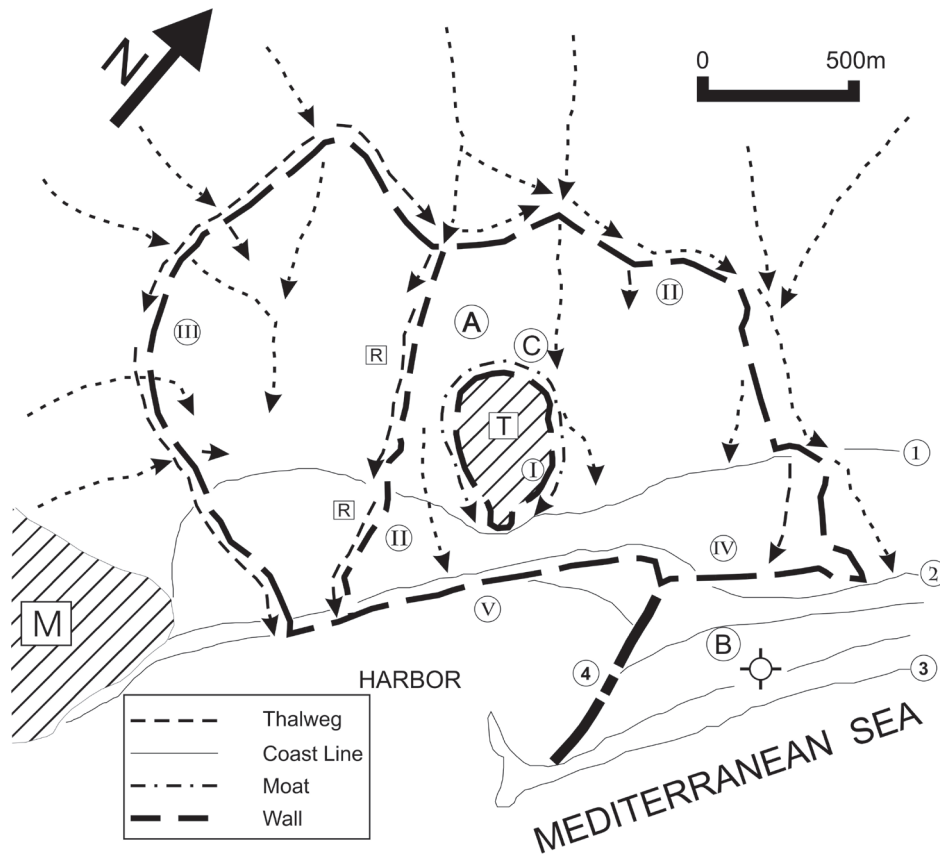 N
0 500m
II
III
A
C
R
T
I
1
R
II
IV
2
M
V
B
4
3
HARBOR
MEDITERRANEAN SEA
Thalweg
Coast Line
Moat
Wall